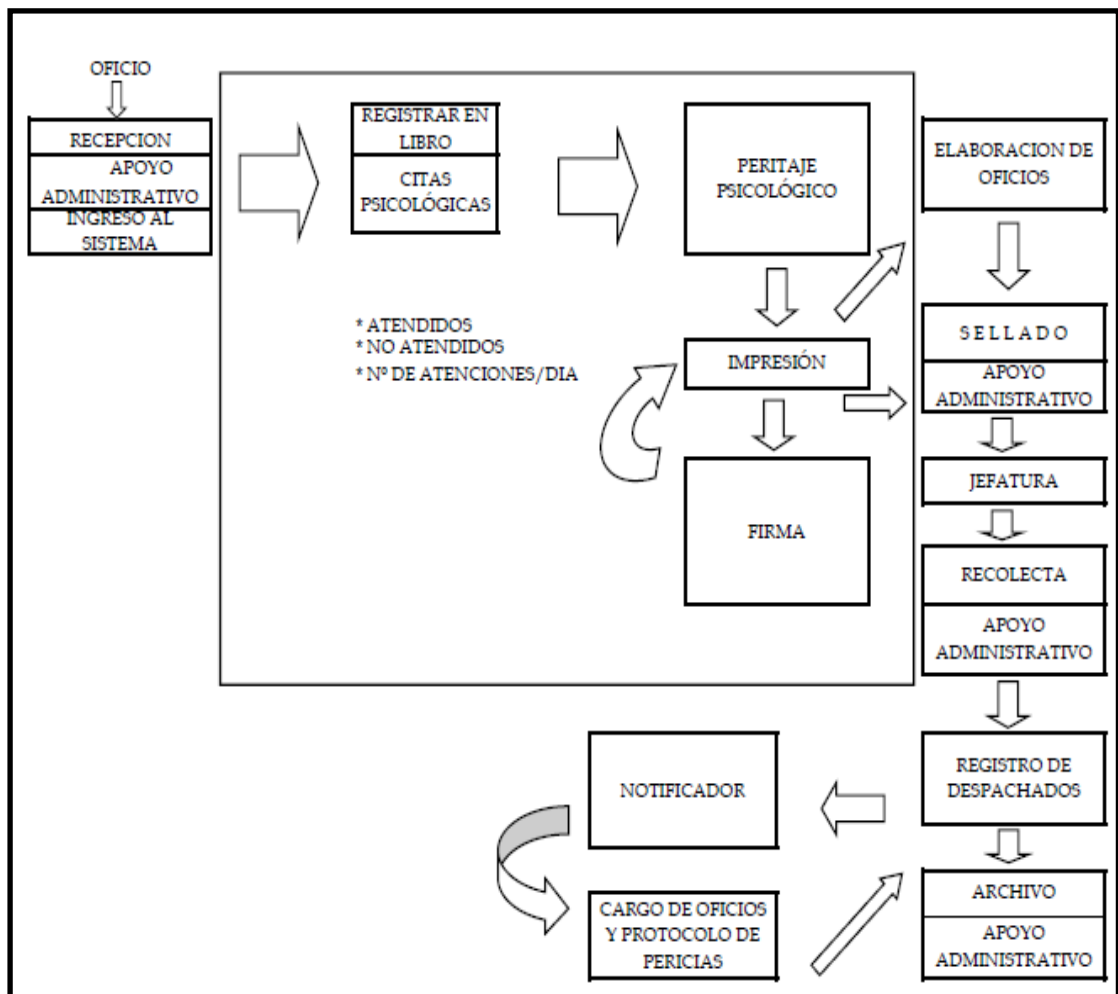 OFICIO
RECEPCION
APOYO
ADMINISTRATIVO
INGRESO AL
SISTEMA
REGISTRAR EN
LIBRO
CITAS
PSICOLÓGICAS
* ATENDIDOS
* NO ATENDIDOS
* Nº DE ATENCIONES/DIA
PERITAJE
PSICOLÓGICO
IMPRESIÓN
FIRMA
ELABORACION DE
OFICIOS
S E L L A D O
APOYO
ADMINISTRATIVO
JEFATURA
RECOLECTA
APOYO
ADMINISTRATIVO
REGISTRO DE
DESPACHADOS
NOTIFICADOR
CARGO DE OFICIOS
Y PROTOCOLO DE
PERICIAS
ARCHIVO
APOYO
ADMINISTRATIVO